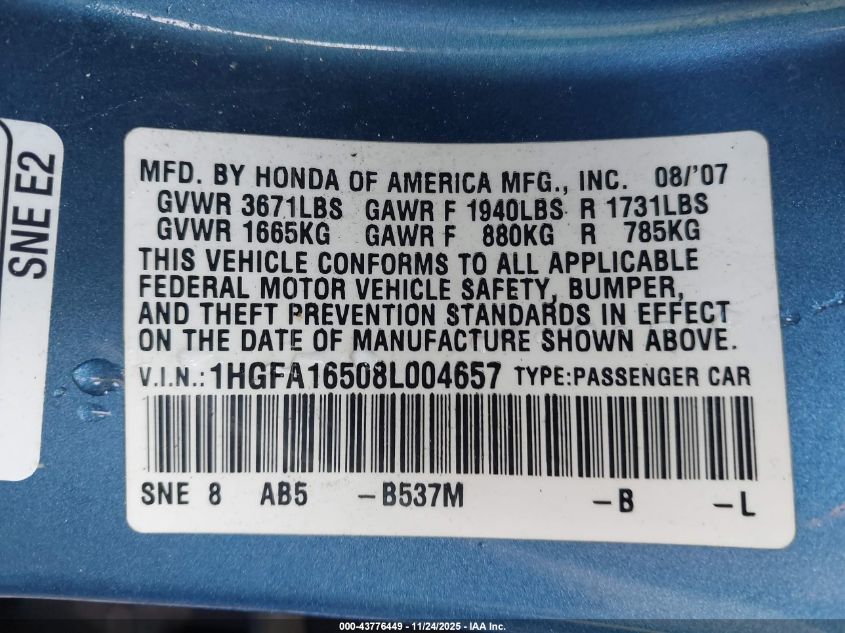 SNE E2
MFD. BY HONDA OF AMERICA MFG., INC. 08/'07
GVWR 3671LBS GAWR F 1940LBS R 1731LBS
GVWR 1665KG GAWR F 880KG R 785KG
THIS VEHICLE CONFORMS TO ALL APPLICABLE
FEDERAL MOTOR VEHICLE SAFETY, BUMPER,
AND THEFT PREVENTION STANDARDS IN EFFECT
ON THE DATE OF MANUFACTURE SHOWN ABOVE.
V.I.N.:1HGFA16508L004657 TYPE:PASSENGER CAR
SNE 8 AB5 -B537M -B -L
000-43776449 - 11/24/2025 - IAA Inc.